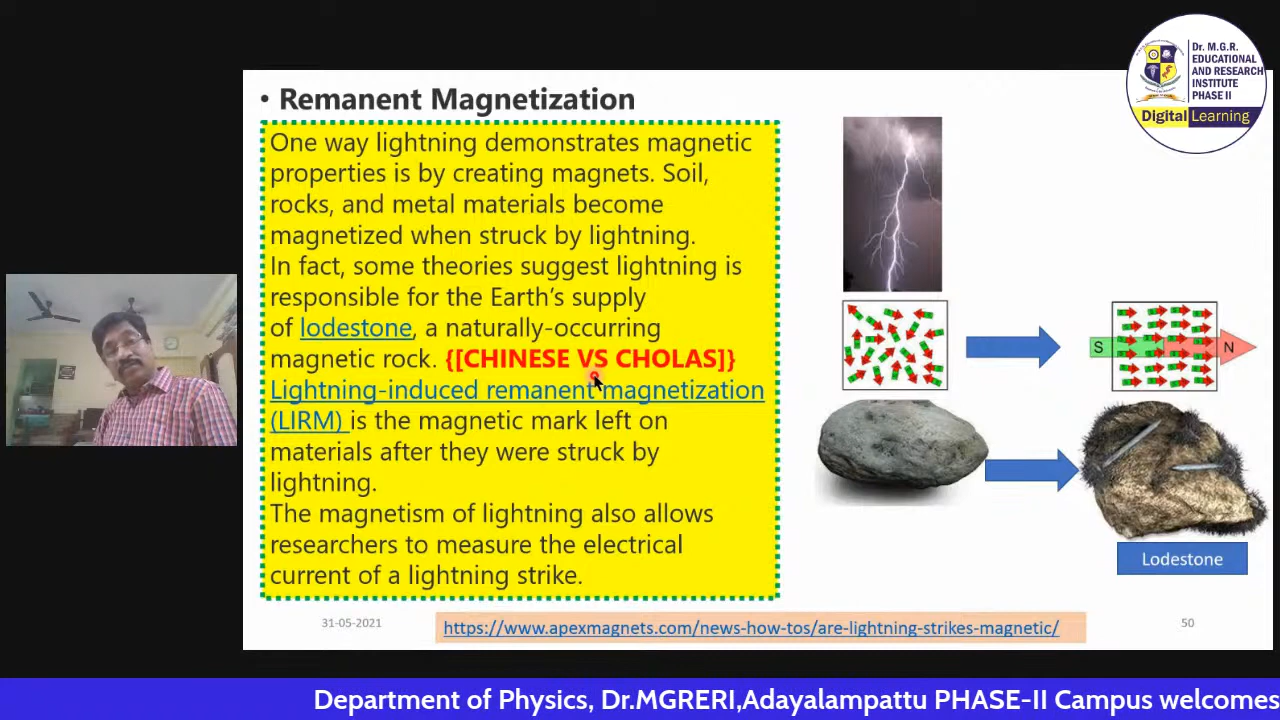 Dr. M.G.R.
EDUCATIONAL
AND RESEARCH
INSTITUTE
PHASE II
Digital Learning
• Remanent Magnetization
One way lightning demonstrates magnetic
properties is by creating magnets. Soil,
rocks, and metal materials become
magnetized when struck by lightning.
In fact, some theories suggest lightning is
responsible for the Earth’s supply
of lodestone, a naturally-occurring
magnetic rock. {[CHINESE VS CHOLAS]}
Lightning-induced remanent magnetization
(LIRM) is the magnetic mark left on
materials after they were struck by
lightning.
The magnetism of lightning also allows
researchers to measure the electrical
current of a lightning strike.
S
N
Lodestone
31-05-2021
https://www.apexmagnets.com/news-how-tos/are-lightning-strikes-magnetic/
50
Department of Physics, Dr.MGRERI,Adayalampattu PHASE-II Campus welcomes